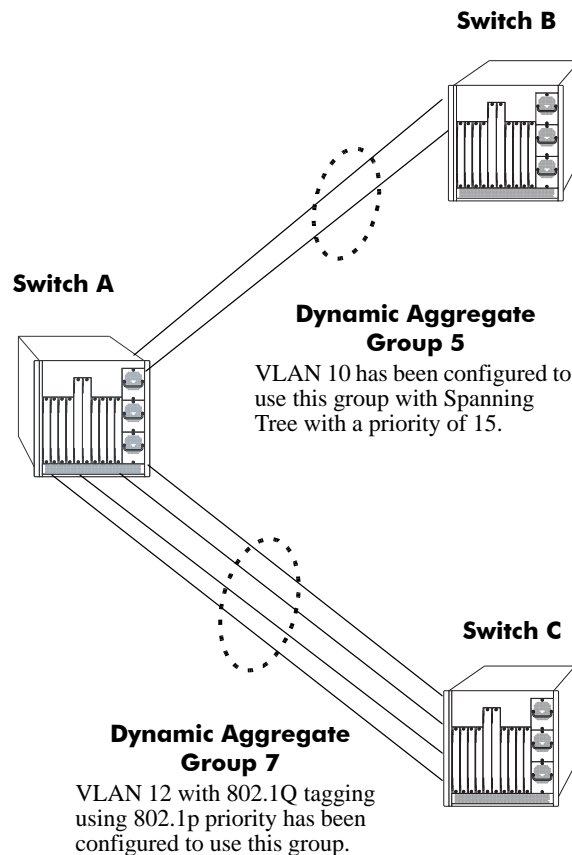 Switch B
Switch A
Dynamic Aggregate
Group 5
VLAN 10 has been configured to
use this group with Spanning
Tree with a priority of 15.
Switch C
Dynamic Aggregate
Group 7
VLAN 12 with 802.1Q tagging
using 802.1p priority has been
configured to use this group.